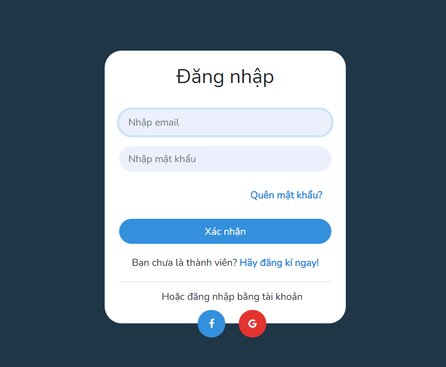 Đăng nhập
Nhập email
Nhập mật khẩu
Quên mật khẩu?
Xác nhận
Bạn chưa là thành viên? Hãy đăng kí ngay!
Hoặc đăng nhập bằng tài khoản
f G